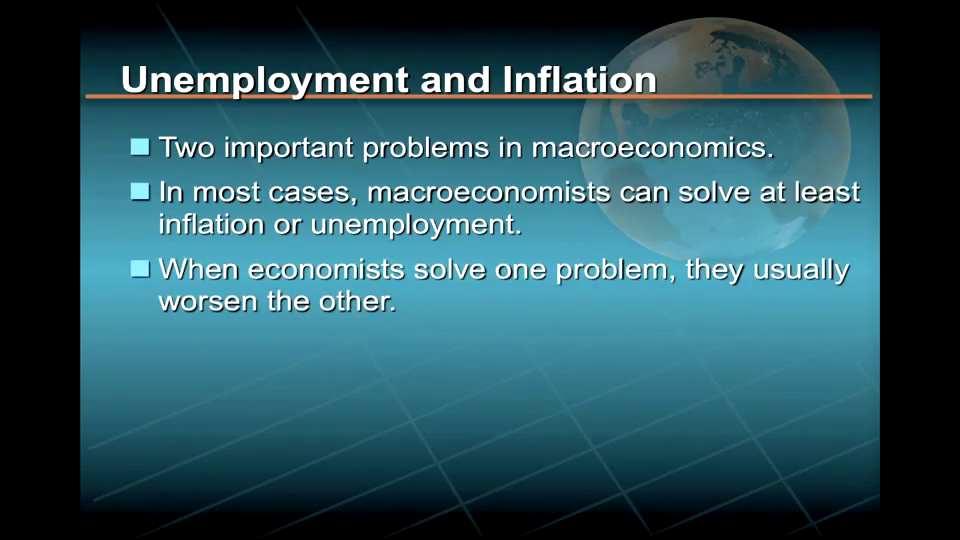 Unemployment and Inflation
Two important problems in macroeconomics.
In most cases, macroeconomists can solve at least
inflation or unemployment.
When economists solve one problem, they usually
worsen the other.